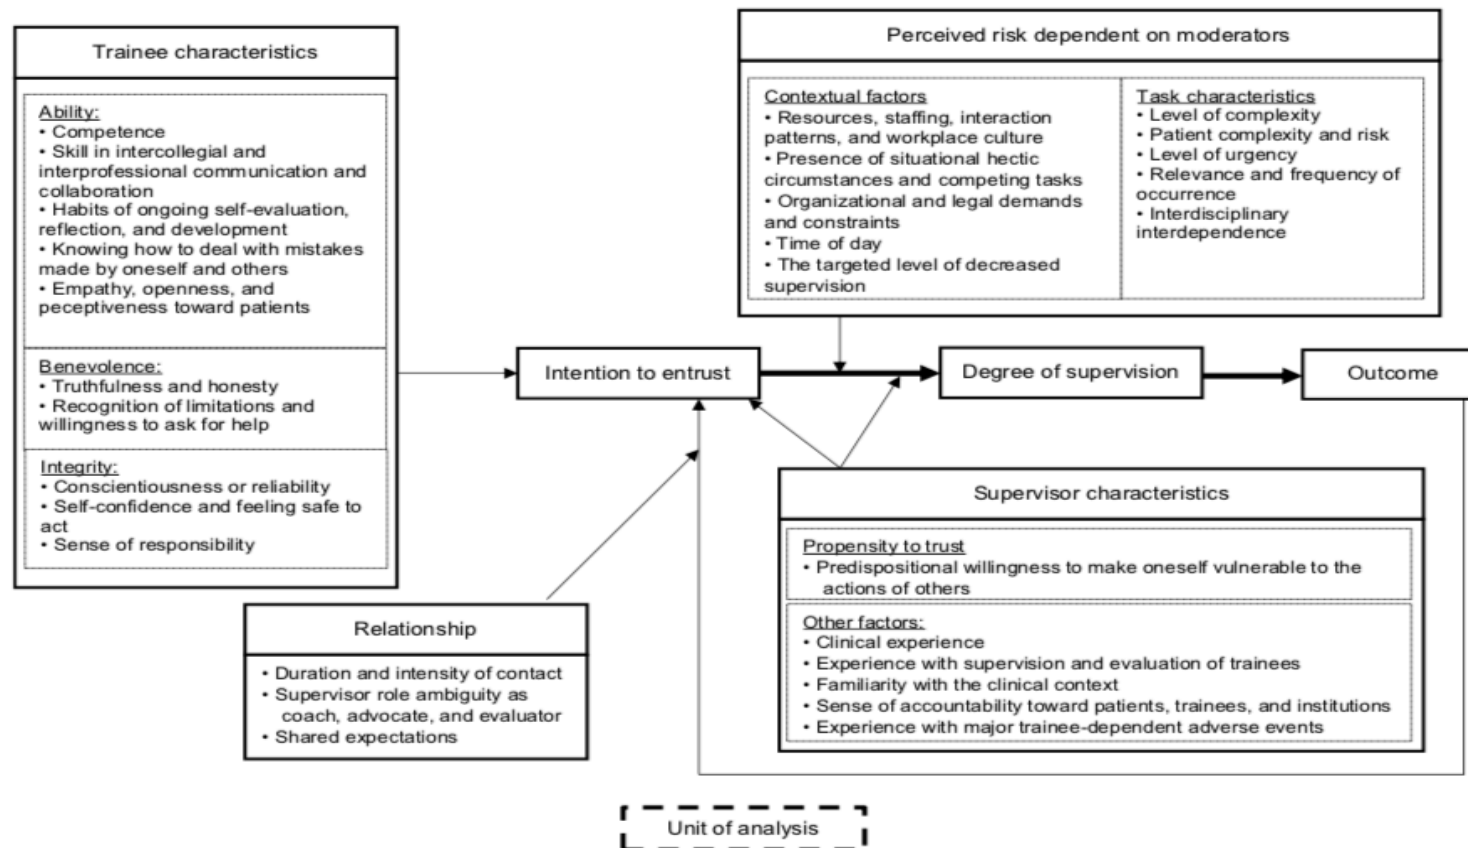 Trainee characteristics
Ability:
• Competence
• Skill in intercollegial and
interprofessional communication and
collaboration
• Habits of ongoing self-evaluation,
reflection, and development
• Knowing how to deal with mistakes
made by oneself and others
• Empathy, openness, and
peceptiveness toward patients
Benevolence:
• Truthfulness and honesty
• Recognition of limitations and
willingness to ask for help
Integrity:
• Conscientiousness or reliability
• Self-confidence and feeling safe to
act
• Sense of responsibility
Perceived risk dependent on moderators
Contextual factors
• Resources, staffing, interaction
patterns, and workplace culture
• Presence of situational hectic
circumstances and competing tasks
• Organizational and legal demands
and constraints
• Time of day
• The targeted level of decreased
supervision
Task characteristics
• Level of complexity
• Patient complexity and risk
• Level of urgency
• Relevance and frequency of
occurrence
• Interdisciplinary
interdependence
Intention to entrust
Degree of supervision
Outcome
Relationship
• Duration and intensity of contact
• Supervisor role ambiguity as
coach, advocate, and evaluator
• Shared expectations
Supervisor characteristics
Propensity to trust
• Predispositional willingness to make oneself vulnerable to the
actions of others
Other factors:
• Clinical experience
• Experience with supervision and evaluation of trainees
• Familiarity with the clinical context
• Sense of accountability toward patients, trainees, and institutions
• Experience with major trainee-dependent adverse events
Unit of analysis